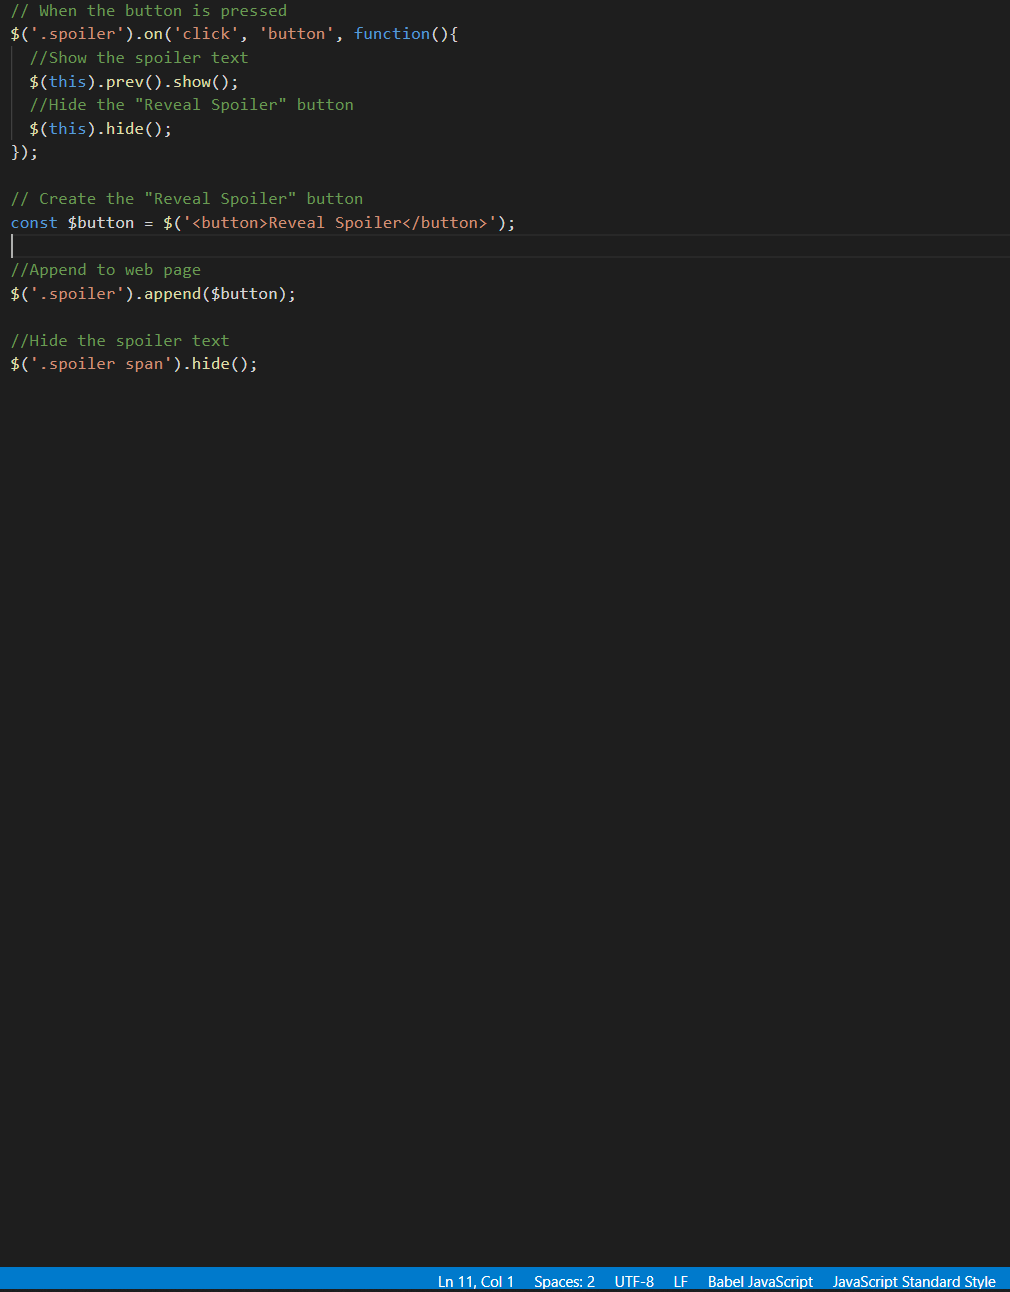 // When the button is pressed
$('.spoiler').on('click', 'button', function(){
  //Show the spoiler text
  $(this).prev().show();
  //Hide the "Reveal Spoiler" button
  $(this).hide();
});

// Create the "Reveal Spoiler" button
const $button = $('<button>Reveal Spoiler</button>');

//Append to web page
$('.spoiler').append($button);

//Hide the spoiler text
$('.spoiler span').hide();
Ln 11, Col 1 Spaces: 2 UTF-8 LF Babel JavaScript JavaScript Standard Style